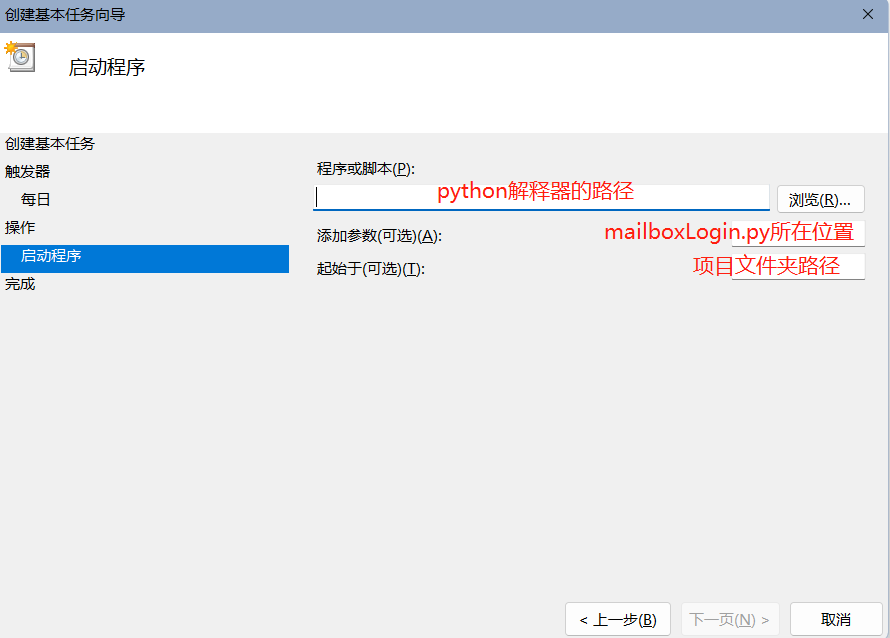 创建基本任务向导
启动程序
创建基本任务
触发器
每日
操作
启动程序
完成
程序或脚本(P):
python解释器的路径
浏览(R)...
添加参数(可选)(A):
mailboxLogin.py所在位置
起始于(可选)(T):
项目文件夹路径
< 上一步(B)
下一页(N) >
取消